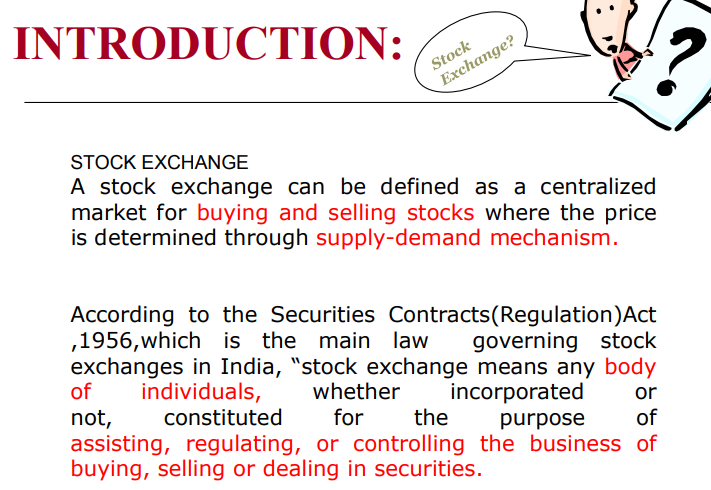 INTRODUCTION:
Stock
Exchange?
?
STOCK EXCHANGE
A stock exchange can be defined as a centralized
market for buying and selling stocks where the price
is determined through supply-demand mechanism.
According to the Securities Contracts(Regulation)Act
,1956,which is the main law governing stock
exchanges in India, “stock exchange means any body
of individuals, whether incorporated or
not, constituted for the purpose of
assisting, regulating, or controlling the business of
buying, selling or dealing in securities.